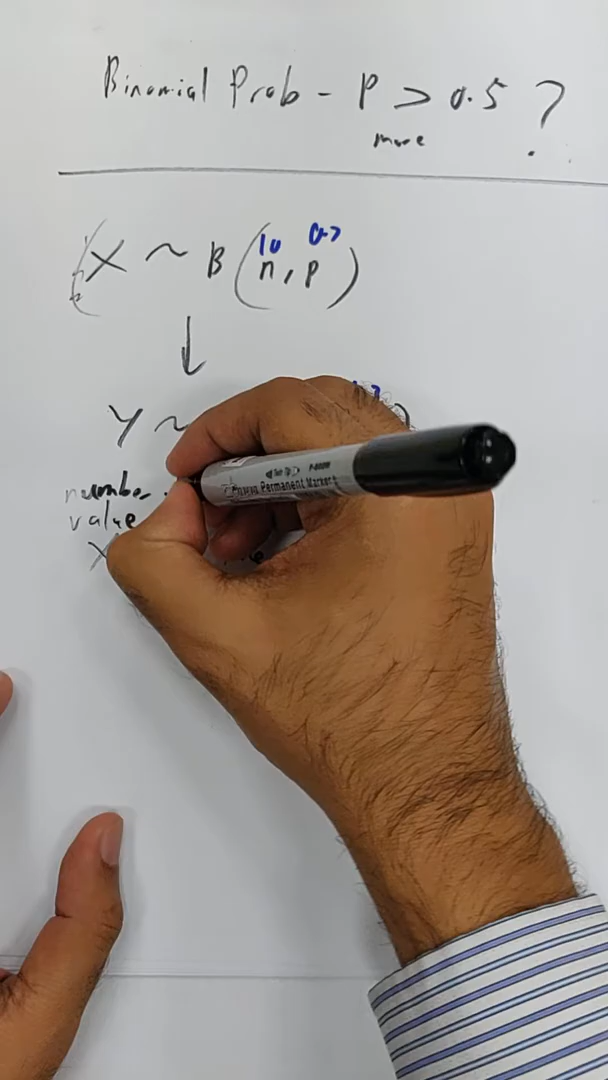 Binomial Prob - P > 0.5 ?
more
10 0.7
X ~ B(n, p)
↓
Y ~
number
value
X
Permanent Marker